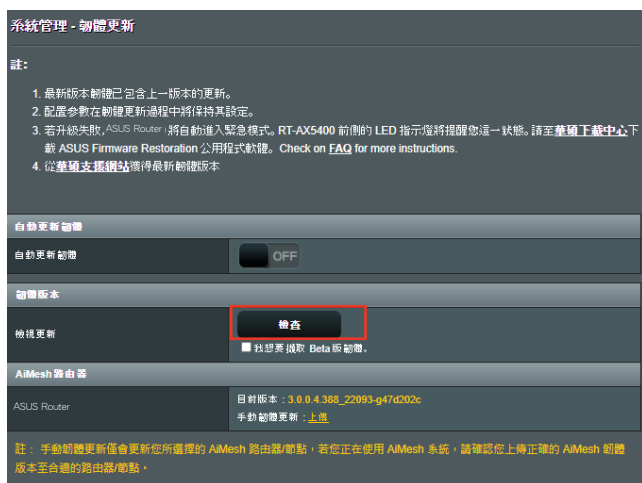 系統管理 - 韌體更新
註:
1. 最新版本韌體已包含上一版本的更新。
2. 配置參數在韌體更新過程中將保持其設定。
3. 若升級失敗,ASUS Router 將自動進入緊急模式。RT-AX5400 前側的 LED 指示燈將提醒您這一狀態。請至華碩下載中心下
載 ASUS Firmware Restoration 公用程式軟體。Check on FAQ for more instructions.
4. 從華碩支援網站獲得最新韌體版本
自動更新韌體
自動更新韌體
OFF
韌體版本
檢視更新
檢查
我想要擷取 Beta 版韌體。
AiMesh 路由器
ASUS Router
目前版本 : 3.0.0.4.388_22093-g47d202c
手動韌體更新 : 上傳
註： 手動韌體更新僅會更新您所選擇的 AiMesh 路由器/節點，若您正在使用 AiMesh 系統，請確認您上傳正確的 AiMesh 韌體
版本至合適的路由器/節點。